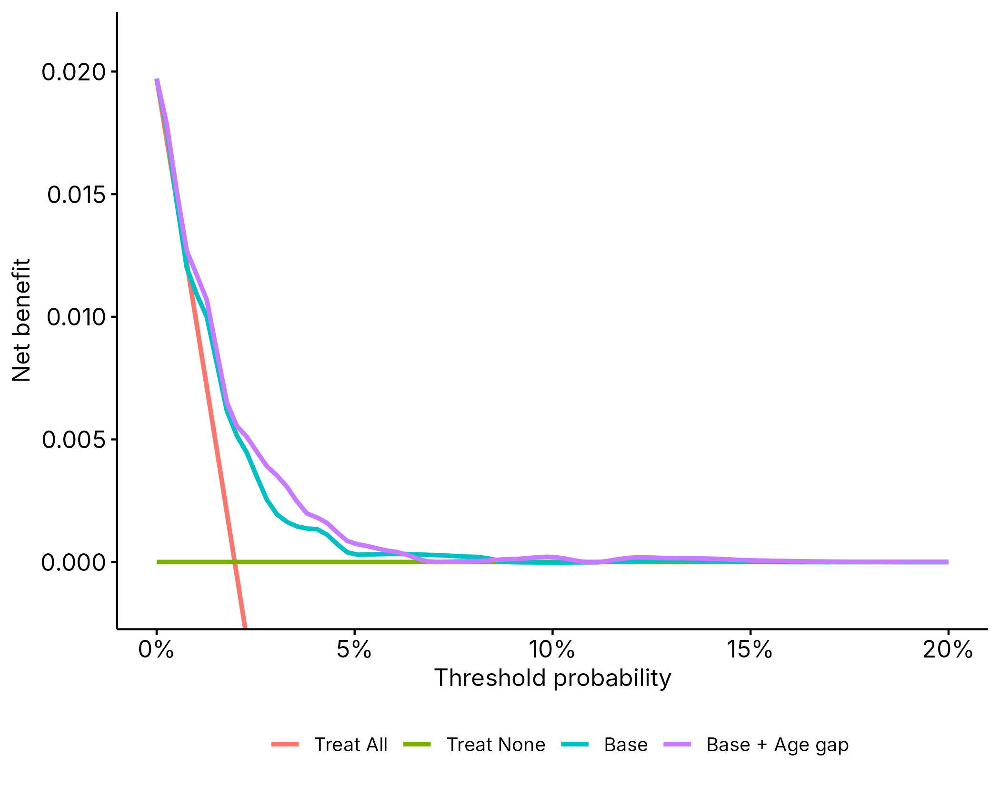 Net benefit
0.020
0.015
0.010
0.005
0.000
0% 5% 10% 15% 20%
Threshold probability
Treat All Treat None Base Base + Age gap